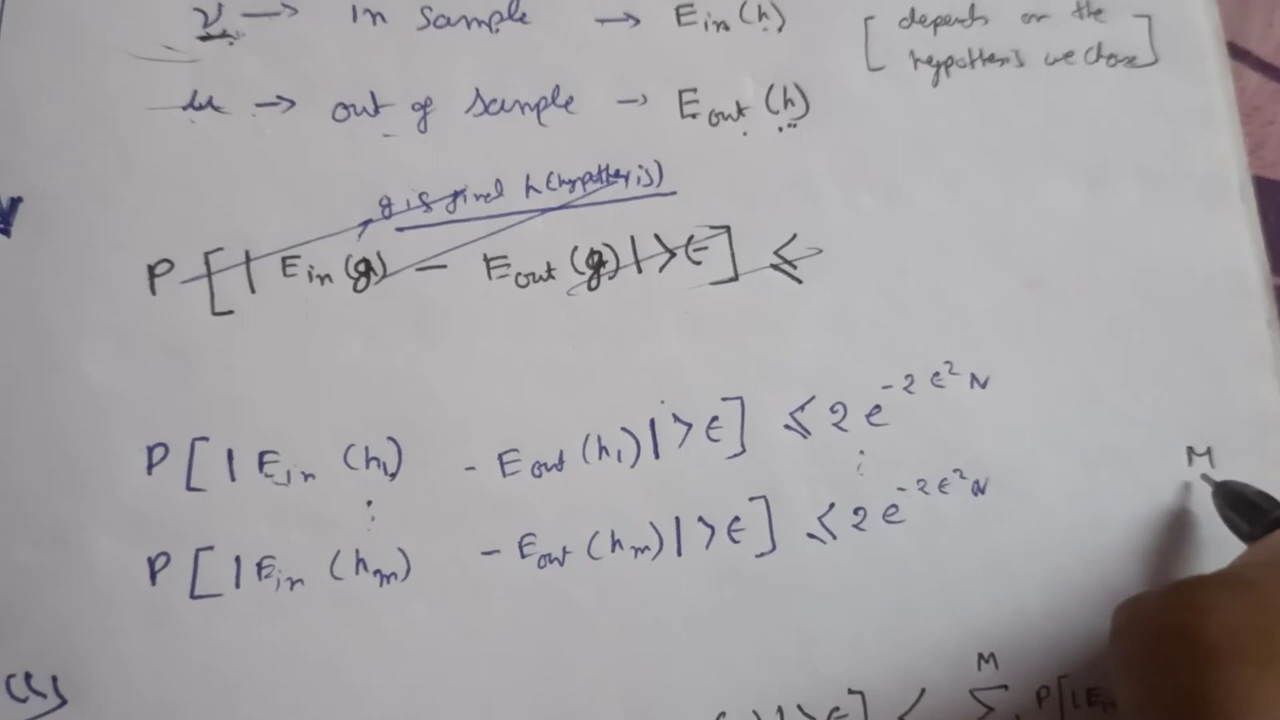 ν → in sample → Ein(h) [depends on the
hypothesis we chose]
μ → out of sample → Eout(h)
g is final h(hypothesis)
P[|Ein(g) - Eout(g)|>ϵ] ≤
P[|Ein(h1) - Eout(h1)|>ϵ] ≤ 2e^-2ϵ²N
⋮ ⋮
P[|Ein(hm) - Eout(hm)|>ϵ] ≤ 2e^-2ϵ²N
M
M
)|>ϵ] ≤ Σ P[|Ein